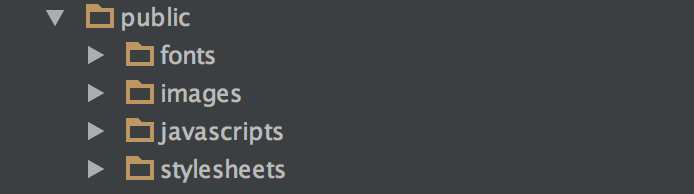 public
fonts
images
javascripts
stylesheets